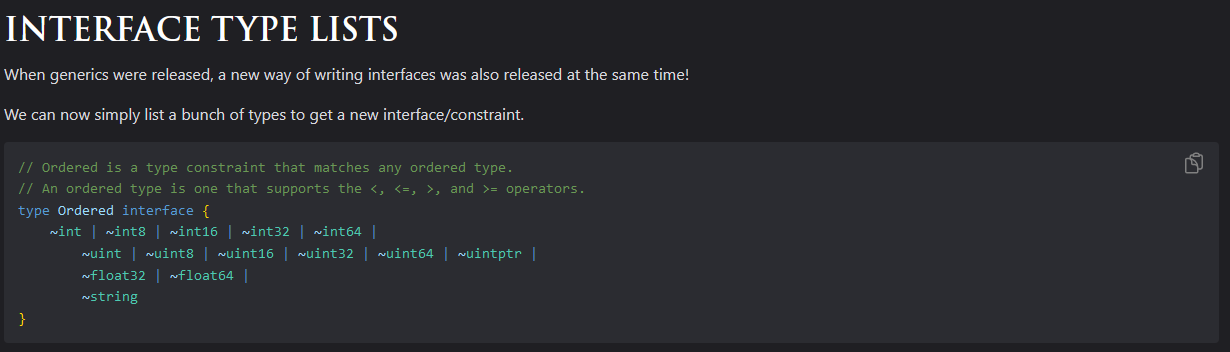 INTERFACE TYPE LISTS
When generics were released, a new way of writing interfaces was also released at the same time!
We can now simply list a bunch of types to get a new interface/constraint.
// Ordered is a type constraint that matches any ordered type.
// An ordered type is one that supports the <, <=, >, and >= operators.
type Ordered interface {
    ~int | ~int8 | ~int16 | ~int32 | ~int64 |
        ~uint | ~uint8 | ~uint16 | ~uint32 | ~uint64 | ~uintptr |
        ~float32 | ~float64 |
        ~string
}